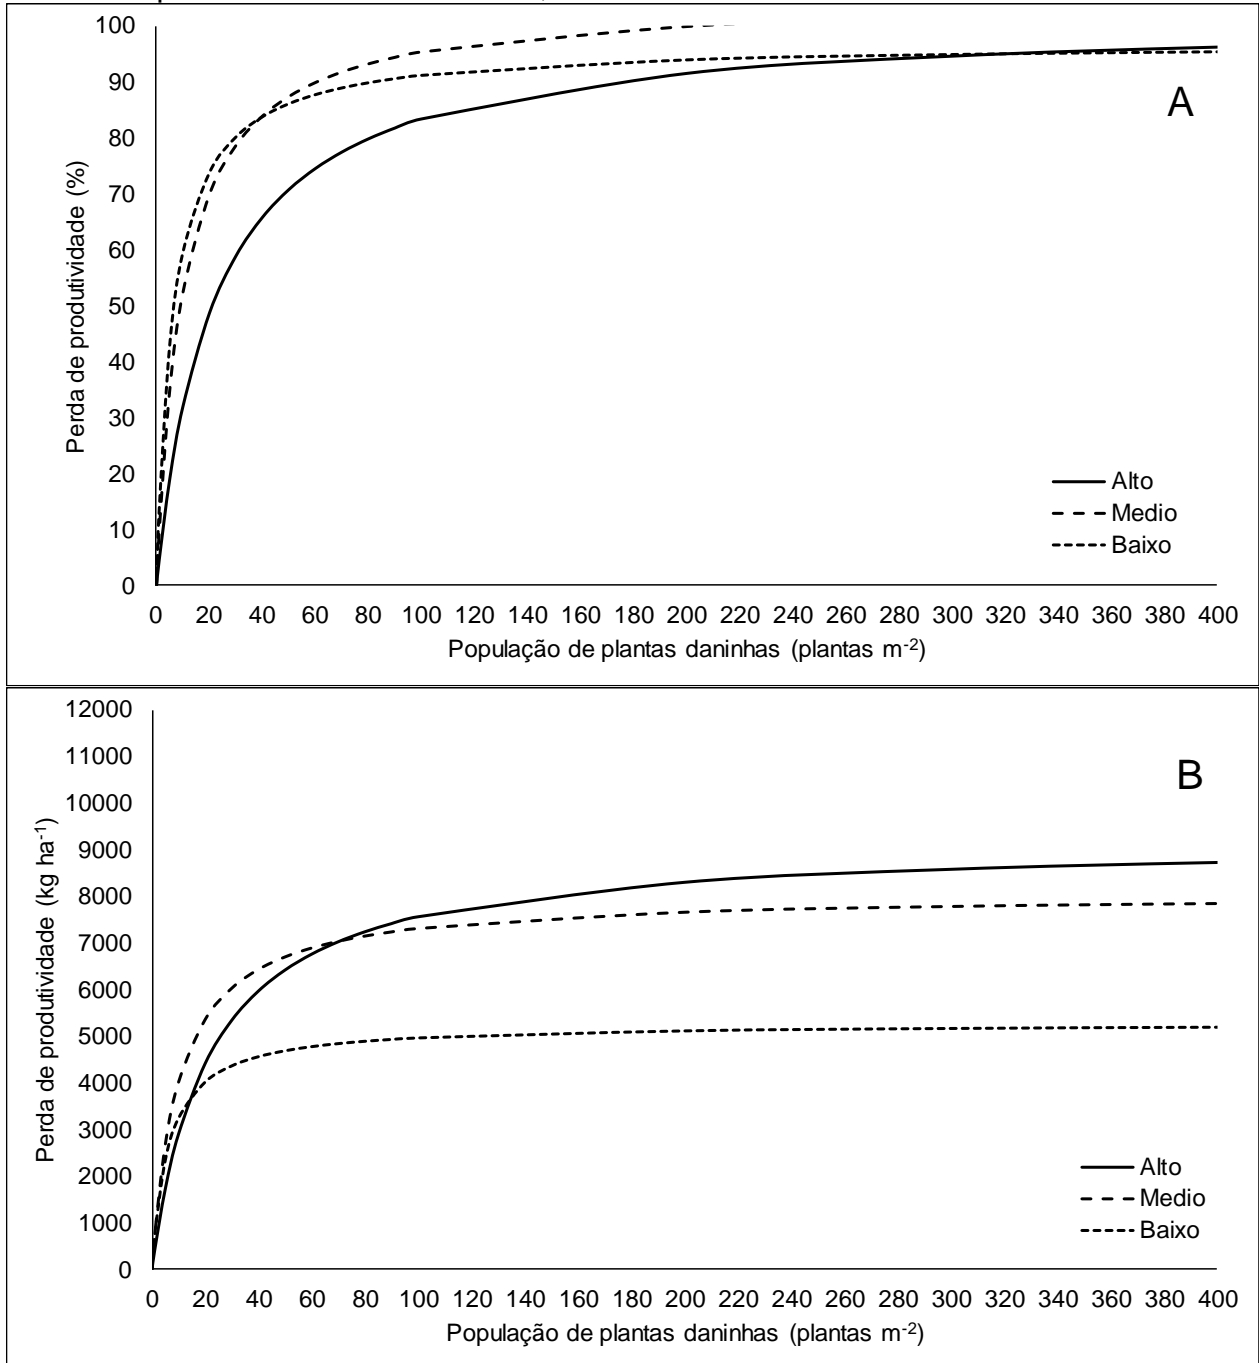 100
90
80
70
60
50
40
30
20
10
0
Perda de produtividade (%)
A
Alto
Medio
Baixo
0 20 40 60 80 100 120 140 160 180 200 220 240 260 280 300 320 340 360 380 400
População de plantas daninhas (plantas m-2)
12000
11000
10000
9000
8000
7000
6000
5000
4000
3000
2000
1000
0
Perda de produtividade (kg ha-1)
B
Alto
Medio
Baixo
0 20 40 60 80 100 120 140 160 180 200 220 240 260 280 300 320 340 360 380 400
População de plantas daninhas (plantas m-2)